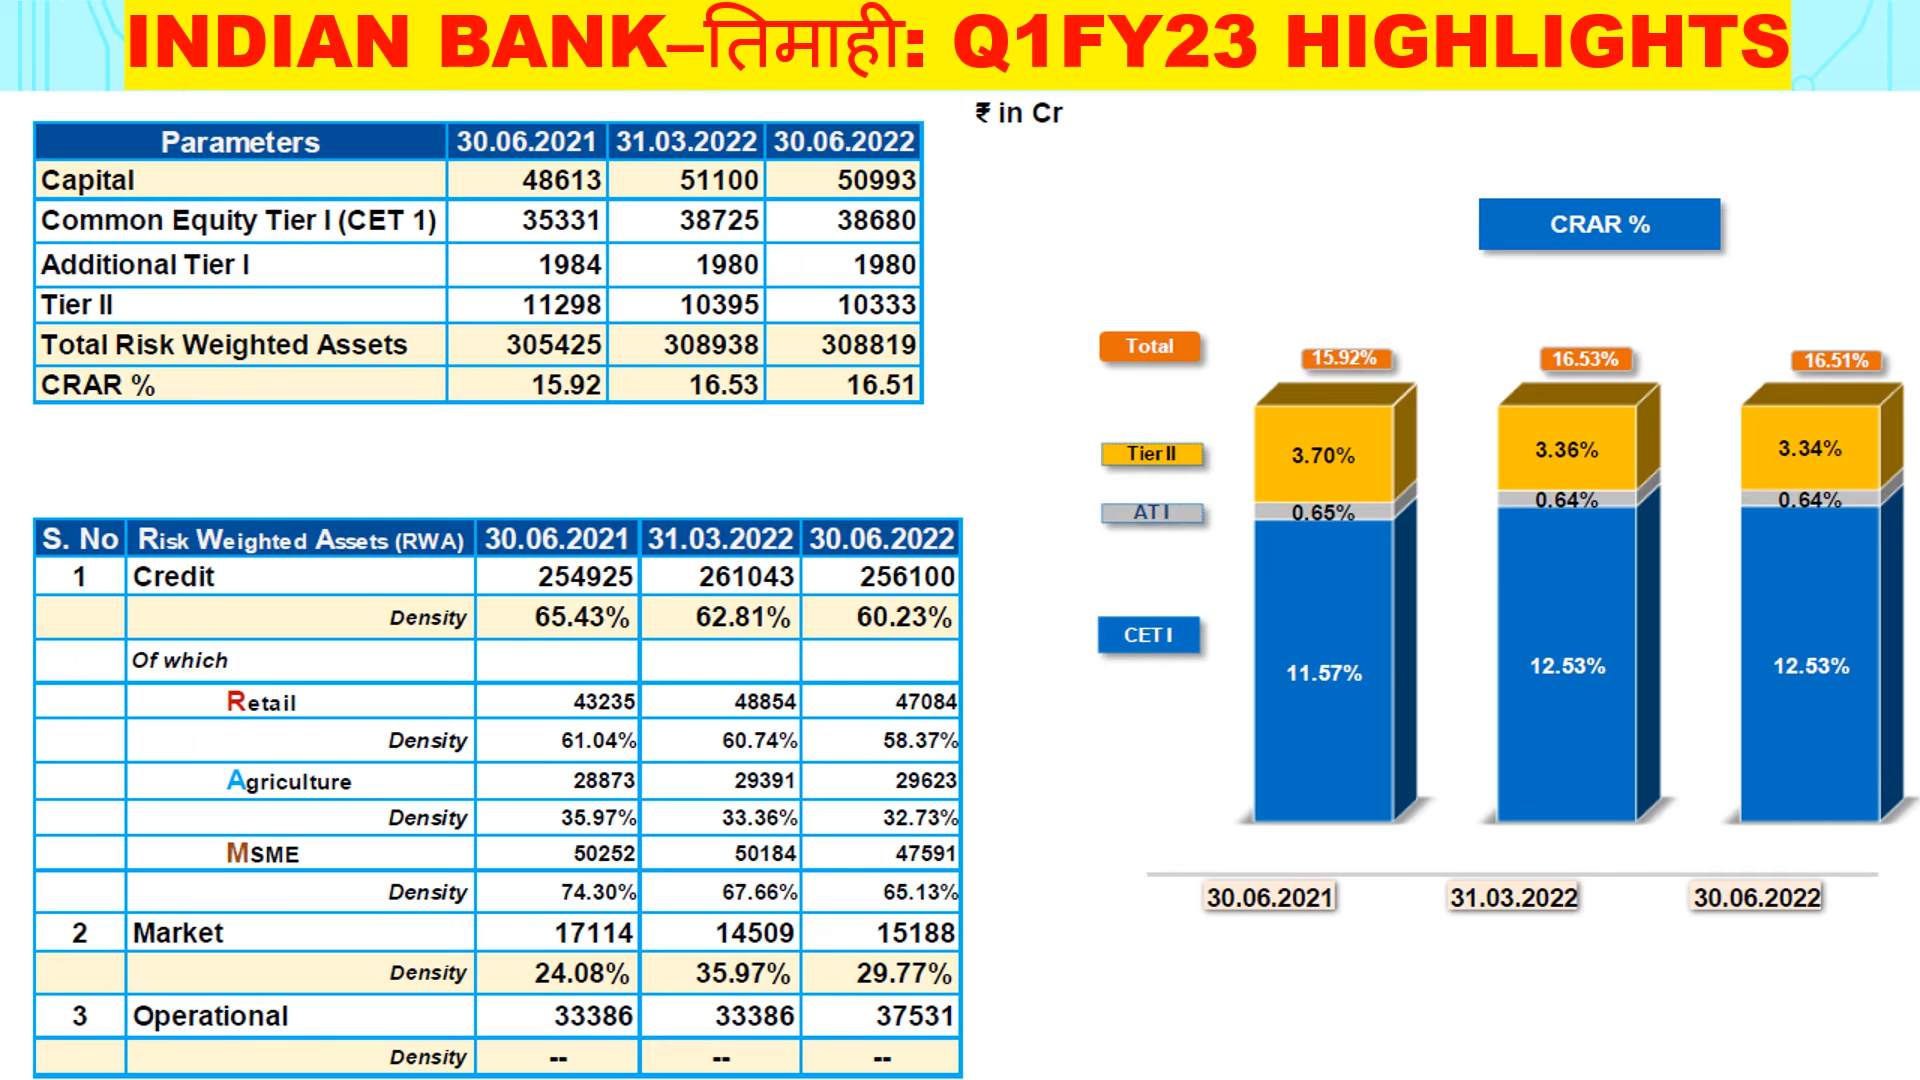 INDIAN BANK–तिमाही: Q1FY23 HIGHLIGHTS
₹ in Cr
Parameters 30.06.2021 31.03.2022 30.06.2022
Capital 48613 51100 50993
Common Equity Tier I (CET 1) 35331 38725 38680
Additional Tier I 1984 1980 1980
Tier II 11298 10395 10333
Total Risk Weighted Assets 305425 308938 308819
CRAR % 15.92 16.53 16.51
S. No Risk Weighted Assets (RWA) 30.06.2021 31.03.2022 30.06.2022
1 Credit 254925 261043 256100
Density 65.43% 62.81% 60.23%
Of which
Retail 43235 48854 47084
Density 61.04% 60.74% 58.37%
Agriculture 28873 29391 29623
Density 35.97% 33.36% 32.73%
MSME 50252 50184 47591
Density 74.30% 67.66% 65.13%
2 Market 17114 14509 15188
Density 24.08% 35.97% 29.77%
3 Operational 33386 33386 37531
Density -- -- --
CRAR %
Total 15.92% 16.53% 16.51%
Tier II 3.70% 3.36% 3.34%
AT I 0.65% 0.64% 0.64%
CET I 11.57% 12.53% 12.53%
30.06.2021 31.03.2022 30.06.2022